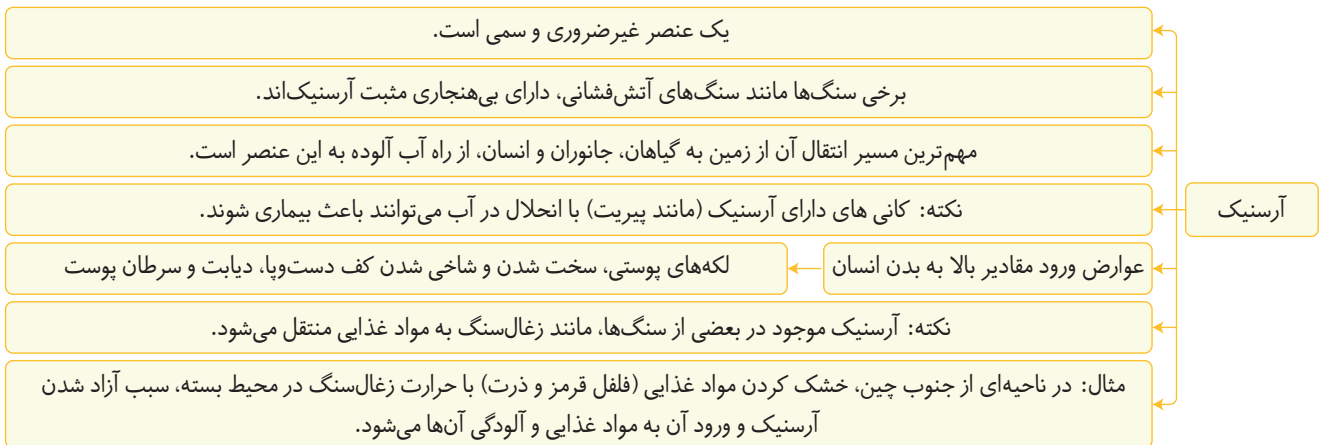 آرسنیک
یک عنصر غیرضروری و سمی است.
برخی سنگ‌ها مانند سنگ‌های آتش‌فشانی، دارای بی‌هنجاری مثبت آرسنیک‌اند.
مهم‌ترین مسیر انتقال آن از زمین به گیاهان، جانوران و انسان، از راه آب آلوده به این عنصر است.
نکته: کانی های دارای آرسنیک (مانند پیریت) با انحلال در آب می‌توانند باعث بیماری شوند.
عوارض ورود مقادیر بالا به بدن انسان
لکه‌های پوستی، سخت شدن و شاخی شدن کف دست‌وپا، دیابت و سرطان پوست
نکته: آرسنیک موجود در بعضی از سنگ‌ها، مانند زغال‌سنگ به مواد غذایی منتقل می‌شود.
مثال: در ناحیه‌ای از جنوب چین، خشک کردن مواد غذایی (فلفل قرمز و ذرت) با حرارت زغال‌سنگ در محیط بسته، سبب آزاد شدن
آرسنیک و ورود آن به مواد غذایی و آلودگی آن‌ها می‌شود.